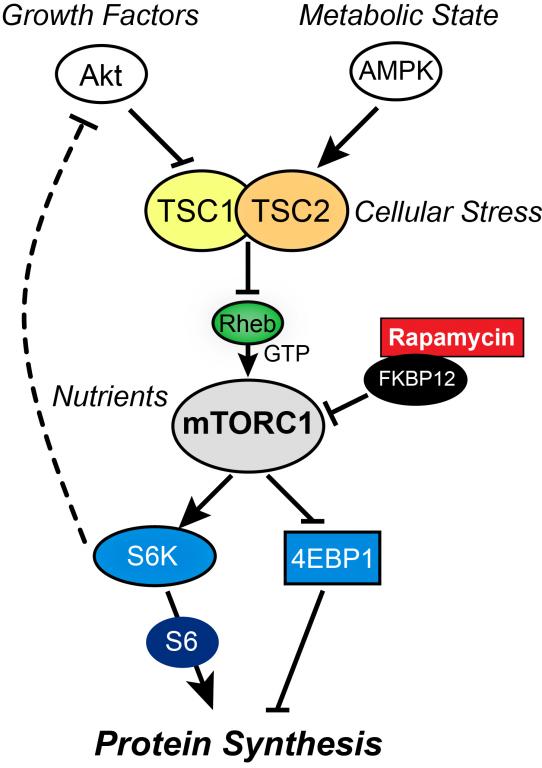 Growth Factors
Metabolic State
Akt
AMPK
TSC1
TSC2
Cellular Stress
Rheb
GTP
Rapamycin
FKBP12
Nutrients
mTORC1
S6K
4EBP1
S6
Protein Synthesis